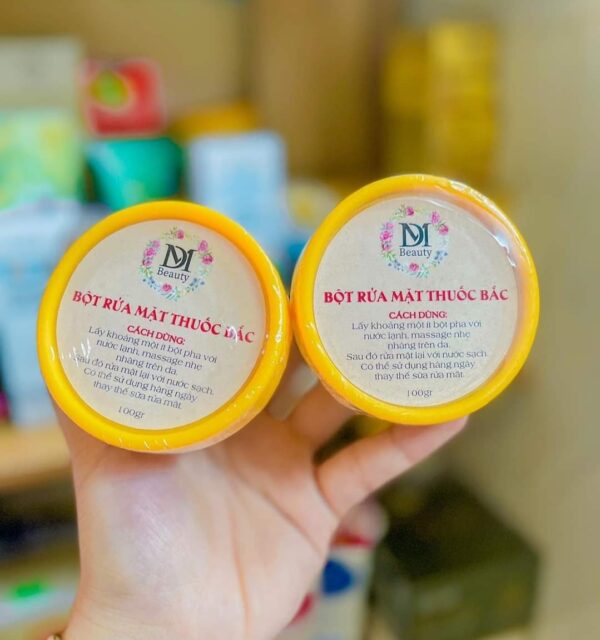 DM
Beauty
BỘT RỬA MẶT THUỐC BẮC
CÁCH DÙNG:
Lấy khoảng một ít bột pha với
nước lạnh, massage nhẹ
nhàng trên da.
Sau đó rửa mặt lại với nước sạch.
Có thể sử dụng hàng ngày
thay thế sữa rửa mặt.
100gr
DM
Beauty
BỘT RỬA MẶT THUỐC BẮC
CÁCH DÙNG:
Lấy khoảng một ít bột pha với
nước lạnh, massage nhẹ
nhàng trên da.
Sau đó rửa mặt lại với nước sạch.
Có thể sử dụng hàng ngày
thay thế sữa rửa mặt.
100gr